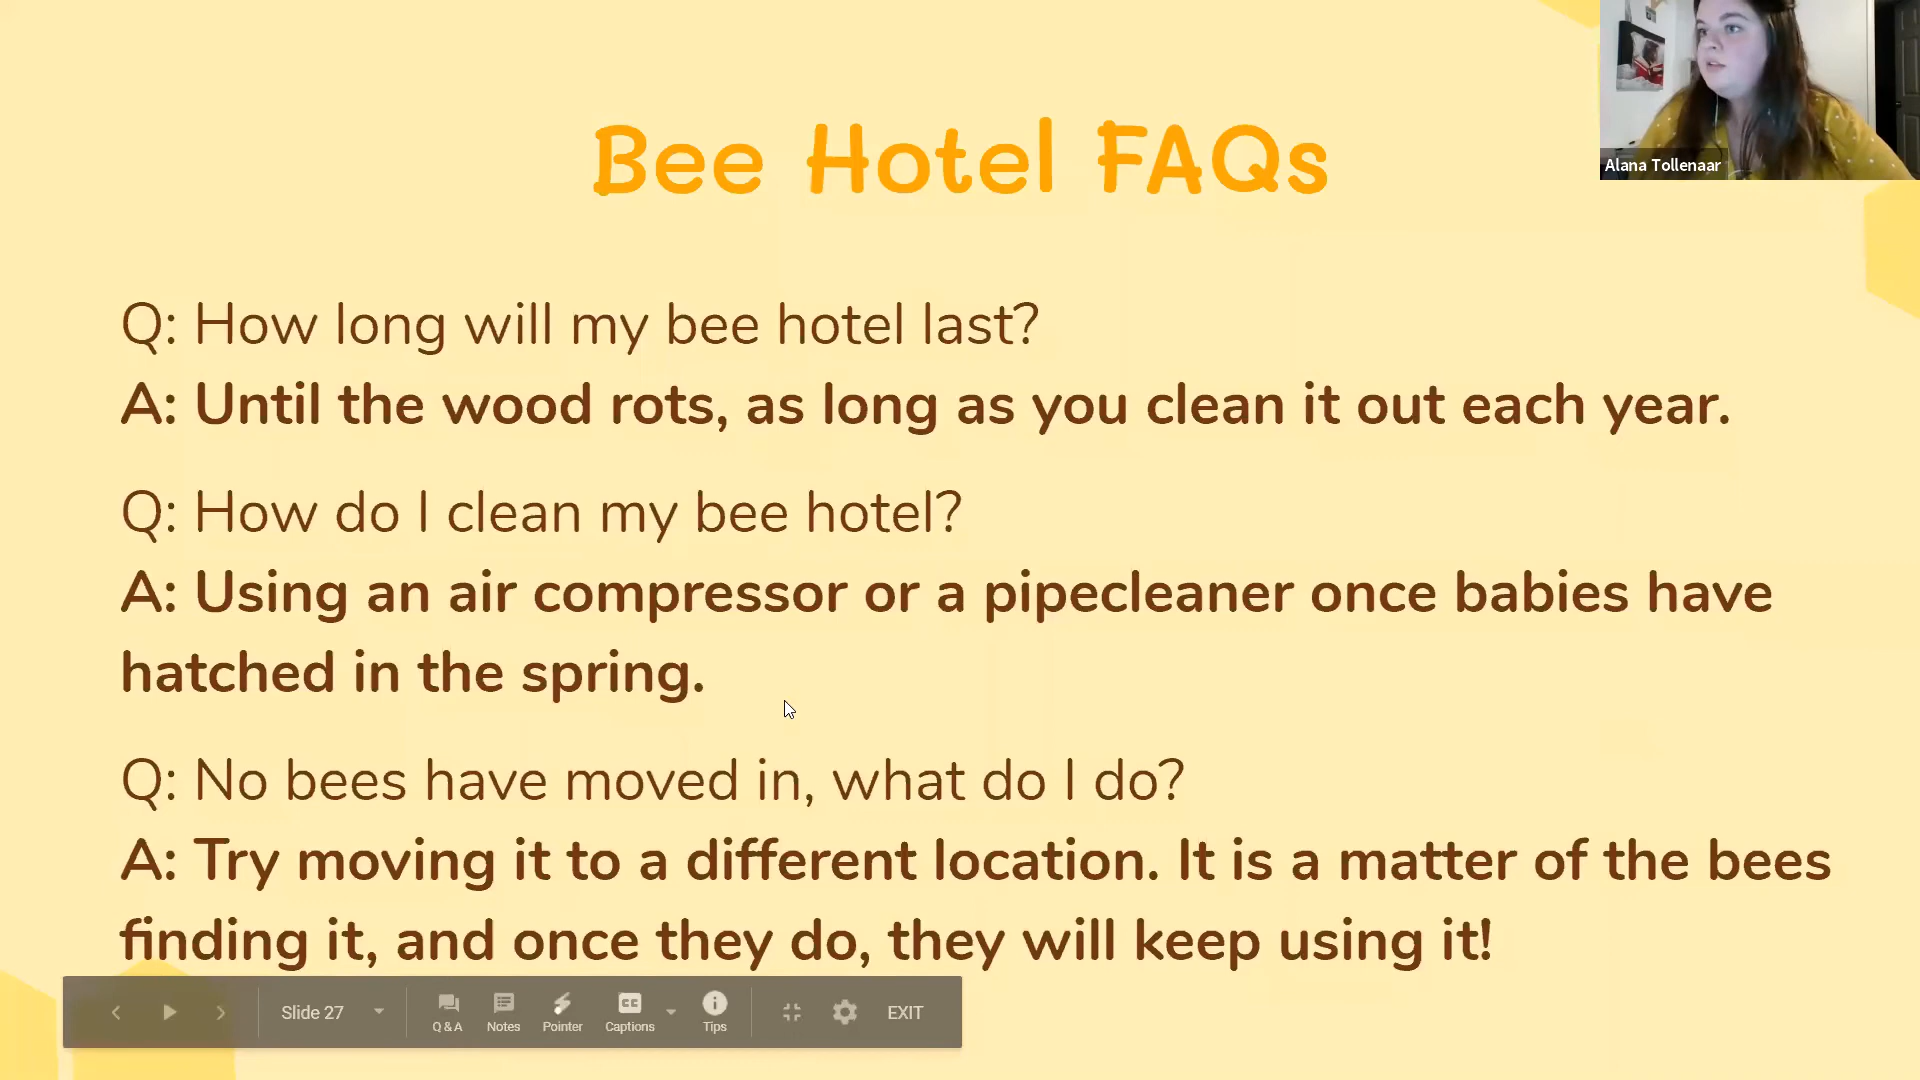 Bee Hotel FAQs
Alana Tollenaar
Q: How long will my bee hotel last?
A: Until the wood rots, as long as you clean it out each year.
Q: How do I clean my bee hotel?
A: Using an air compressor or a pipecleaner once babies have
hatched in the spring.
Q: No bees have moved in, what do I do?
A: Try moving it to a different location. It is a matter of the bees
finding it, and once they do, they will keep using it!
Slide 27
Q & A
Notes
Pointer
CC
Captions
Tips
EXIT